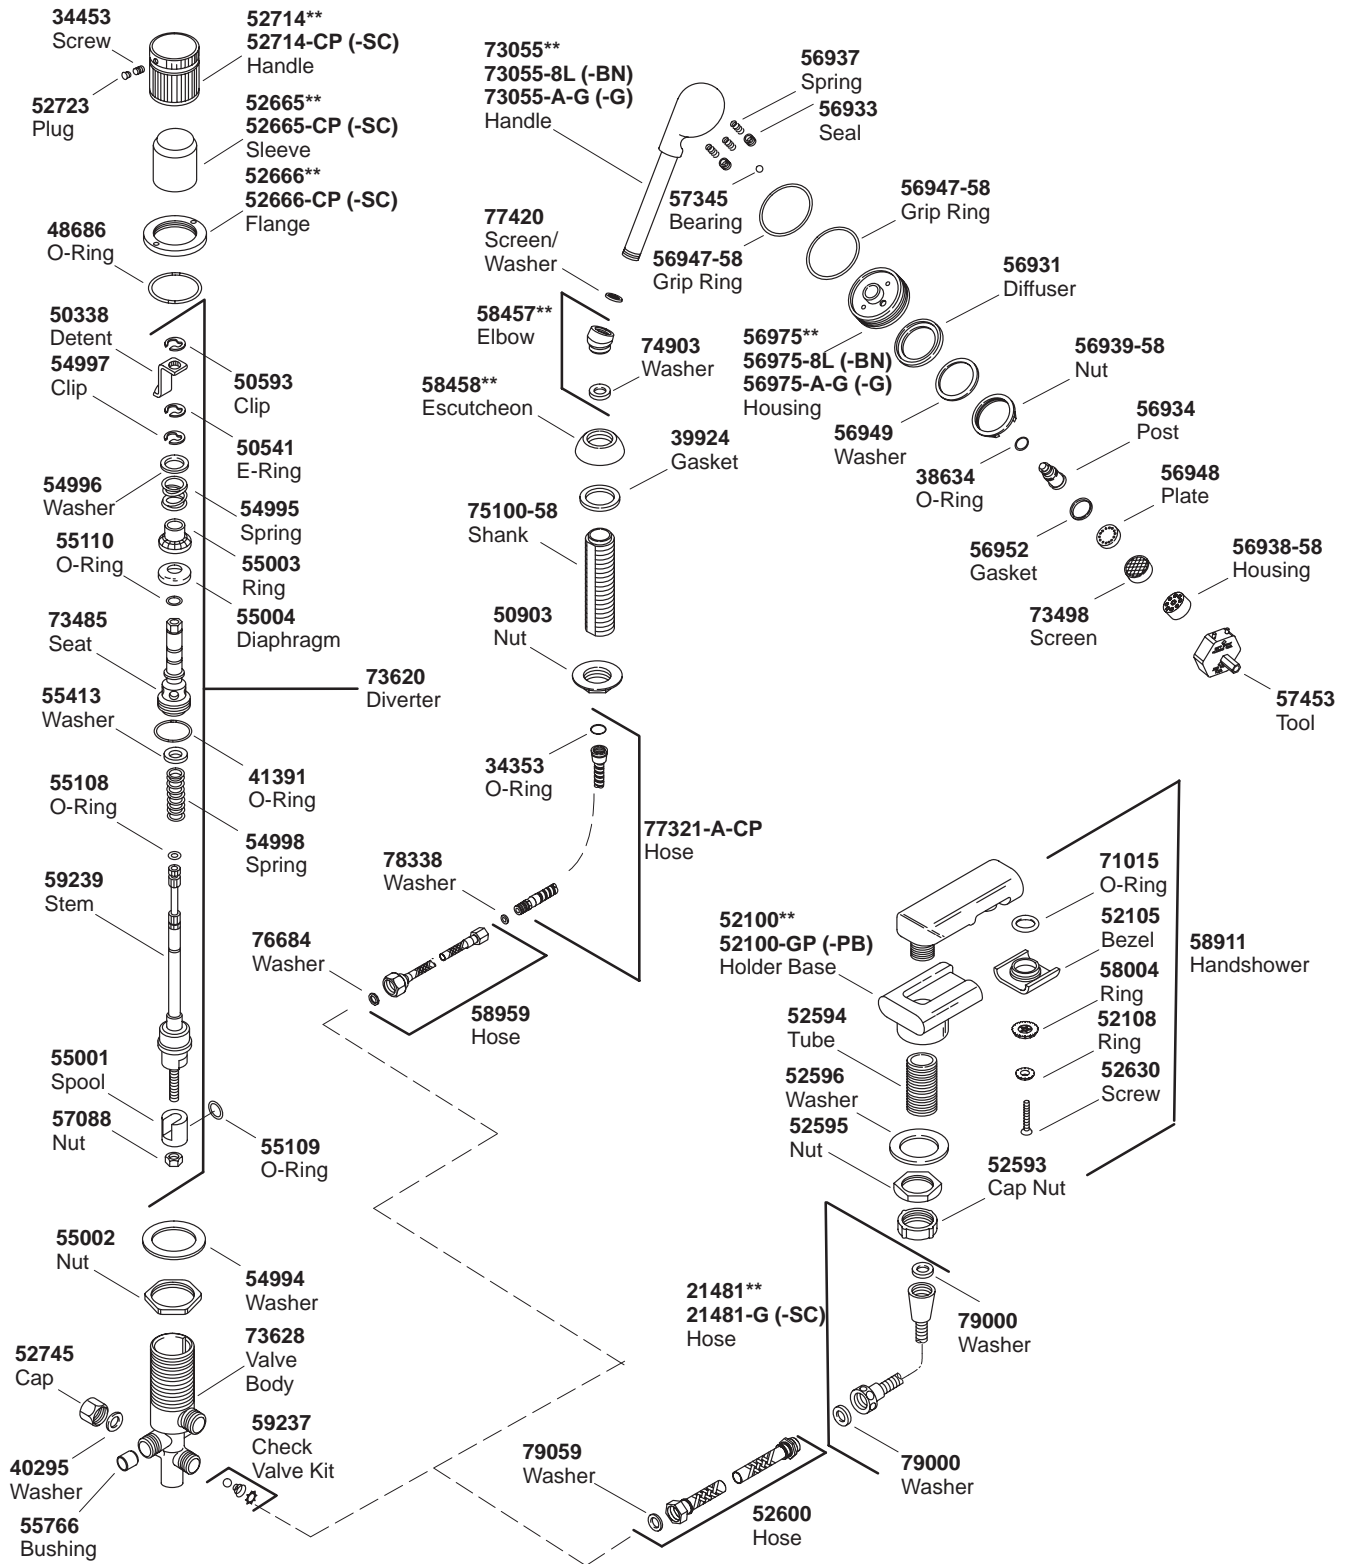 34453
Screw
52714**
52714-CP (-SC)
Handle
52723
Plug
52665**
52665-CP (-SC)
Sleeve
52666**
52666-CP (-SC)
Flange
48686
O-Ring
50338
Detent
54997
Clip
50593
Clip
50541
E-Ring
54996
Washer
54995
Spring
55110
O-Ring
55003
Ring
73485
Seat
55004
Diaphragm
73620
Diverter
55413
Washer
41391
O-Ring
55108
O-Ring
54998
Spring
59239
Stem
55001
Spool
57088
Nut
55109
O-Ring
55002
Nut
54994
Washer
73628
Valve
Body
52745
Cap
59237
Check
Valve Kit
40295
Washer
55766
Bushing
73055**
73055-8L (-BN)
73055-A-G (-G)
Handle
56937
Spring
56933
Seal
57345
Bearing
56947-58
Grip Ring
56947-58
Grip Ring
77420
Screen/
Washer
56931
Diffuser
58457**
Elbow
74903
Washer
56975**
56975-8L (-BN)
56975-A-G (-G)
Housing
56939-58
Nut
58458**
Escutcheon
39924
Gasket
56949
Washer
56934
Post
38634
O-Ring
56948
Plate
75100-58
Shank
56952
Gasket
56938-58
Housing
73498
Screen
50903
Nut
57453
Tool
34353
O-Ring
77321-A-CP
Hose
78338
Washer
76684
Washer
58959
Hose
71015
O-Ring
52100**
52100-GP (-PB)
Holder Base
52105
Bezel
58911
Handshower
58004
Ring
52594
Tube
52108
Ring
52596
Washer
52630
Screw
52595
Nut
52593
Cap Nut
21481**
21481-G (-SC)
Hose
79000
Washer
79059
Washer
79000
Washer
52600
Hose